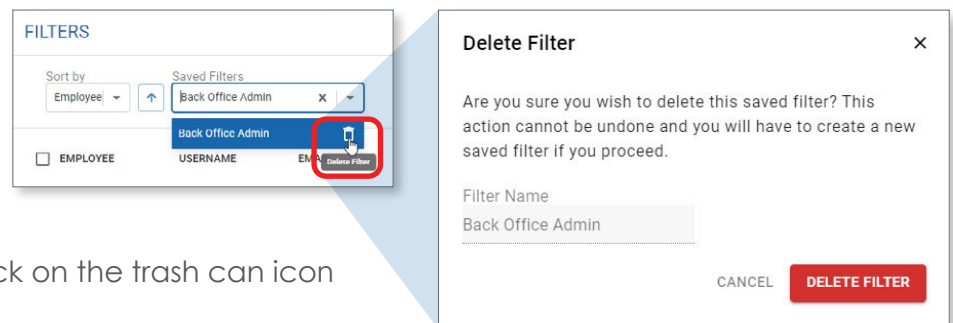 FILTERS
Sort by
Saved Filters
Employee
Back Office Admin
x
Back Office Admin
EMPLOYEE
USERNAME
EMA
Delete Filter
ck on the trash can icon
Delete Filter
Are you sure you wish to delete this saved filter? This
action cannot be undone and you will have to create a new
saved filter if you proceed.
Filter Name
Back Office Admin
CANCEL
DELETE FILTER